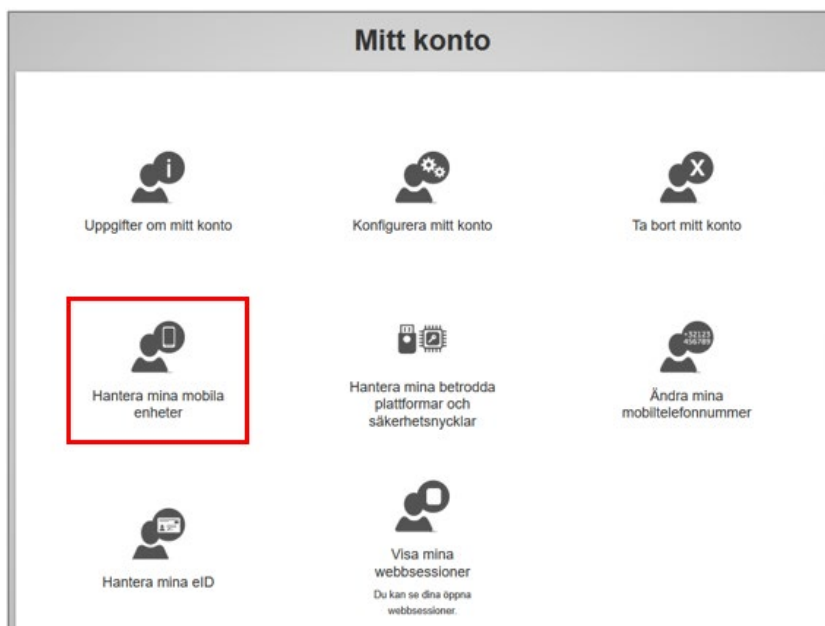 Mitt konto
Uppgifter om mitt konto
Konfigurera mitt konto
Ta bort mitt konto
Hantera mina mobila
enheter
Hantera mina betrodda
plattformar och
säkerhetsnycklar
+32123
456789
Ändra mina
mobiltelefonnummer
Hantera mina eID
Visa mina
webbsessioner
Du kan se dina öppna
webbsessioner.